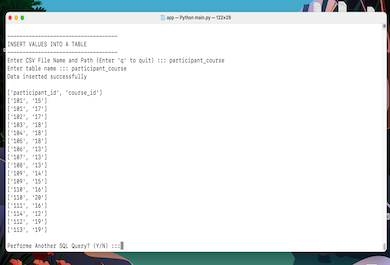 app — Python main.py — 122×28
------------------------------
INSERT VALUES INTO A TABLE
------------------------------
Enter CSV File Name and Path (Enter 'q' to quit) ::: participant_course
Enter table name ::: participant_course
Data inserted successfully
['participant_id', 'course_id']
['101', '15']
['101', '17']
['102', '17']
['103', '18']
['104', '18']
['105', '18']
['106', '13']
['107', '13']
['108', '13']
['109', '14']
['109', '15']
['110', '16']
['110', '20']
['111', '16']
['114', '12']
['112', '19']
['113', '19']
Performe Another SQL Query? (Y/N) :::